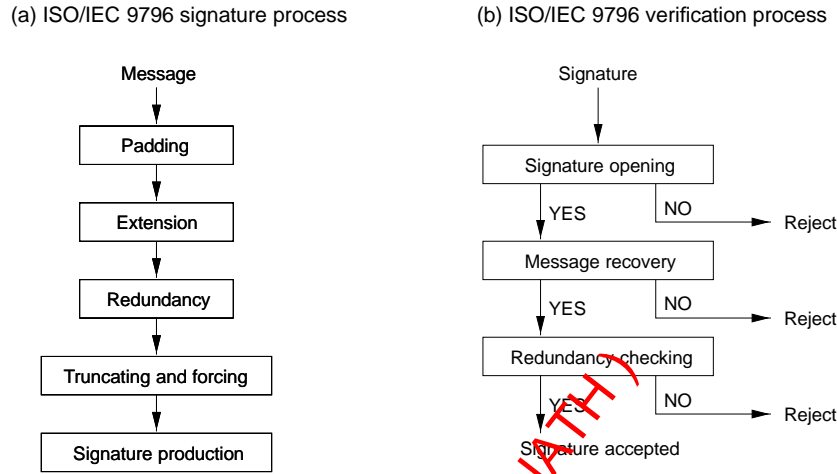 (a) ISO/IEC 9796 signature process
Message
Padding
Extension
Redundancy
Truncating and forcing
Signature production
(b) ISO/IEC 9796 verification process
Signature
Signature opening
YES
NO
Reject
Message recovery
YES
NO
Reject
Redundancy checking
YES
NO
Reject
Signature accepted